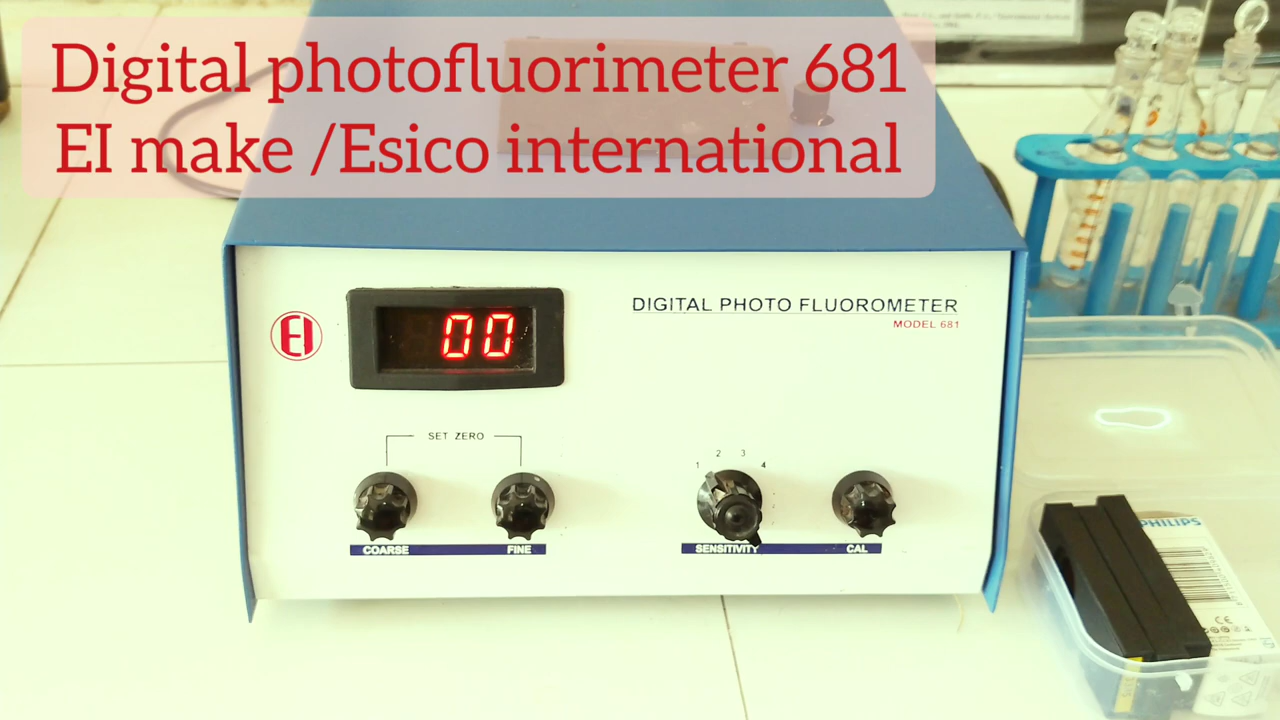 Digital photofluorimeter 681
EI make /Esico international
EI
00
DIGITAL PHOTO FLUOROMETER
MODEL 681
SET ZERO
1 2 3 4
COARSE
FINE
SENSITIVITY
CAL
PHILIPS
CE